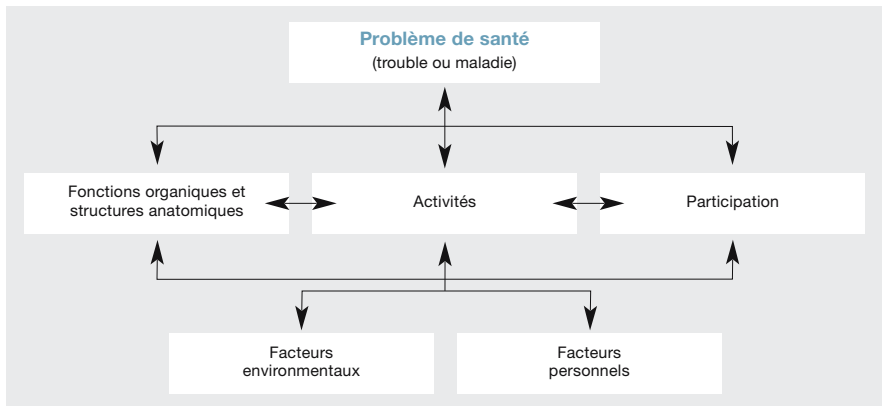 Problème de santé
(trouble ou maladie)
Fonctions organiques et
structures anatomiques
Activités
Participation
Facteurs
environmentaux
Facteurs
personnels